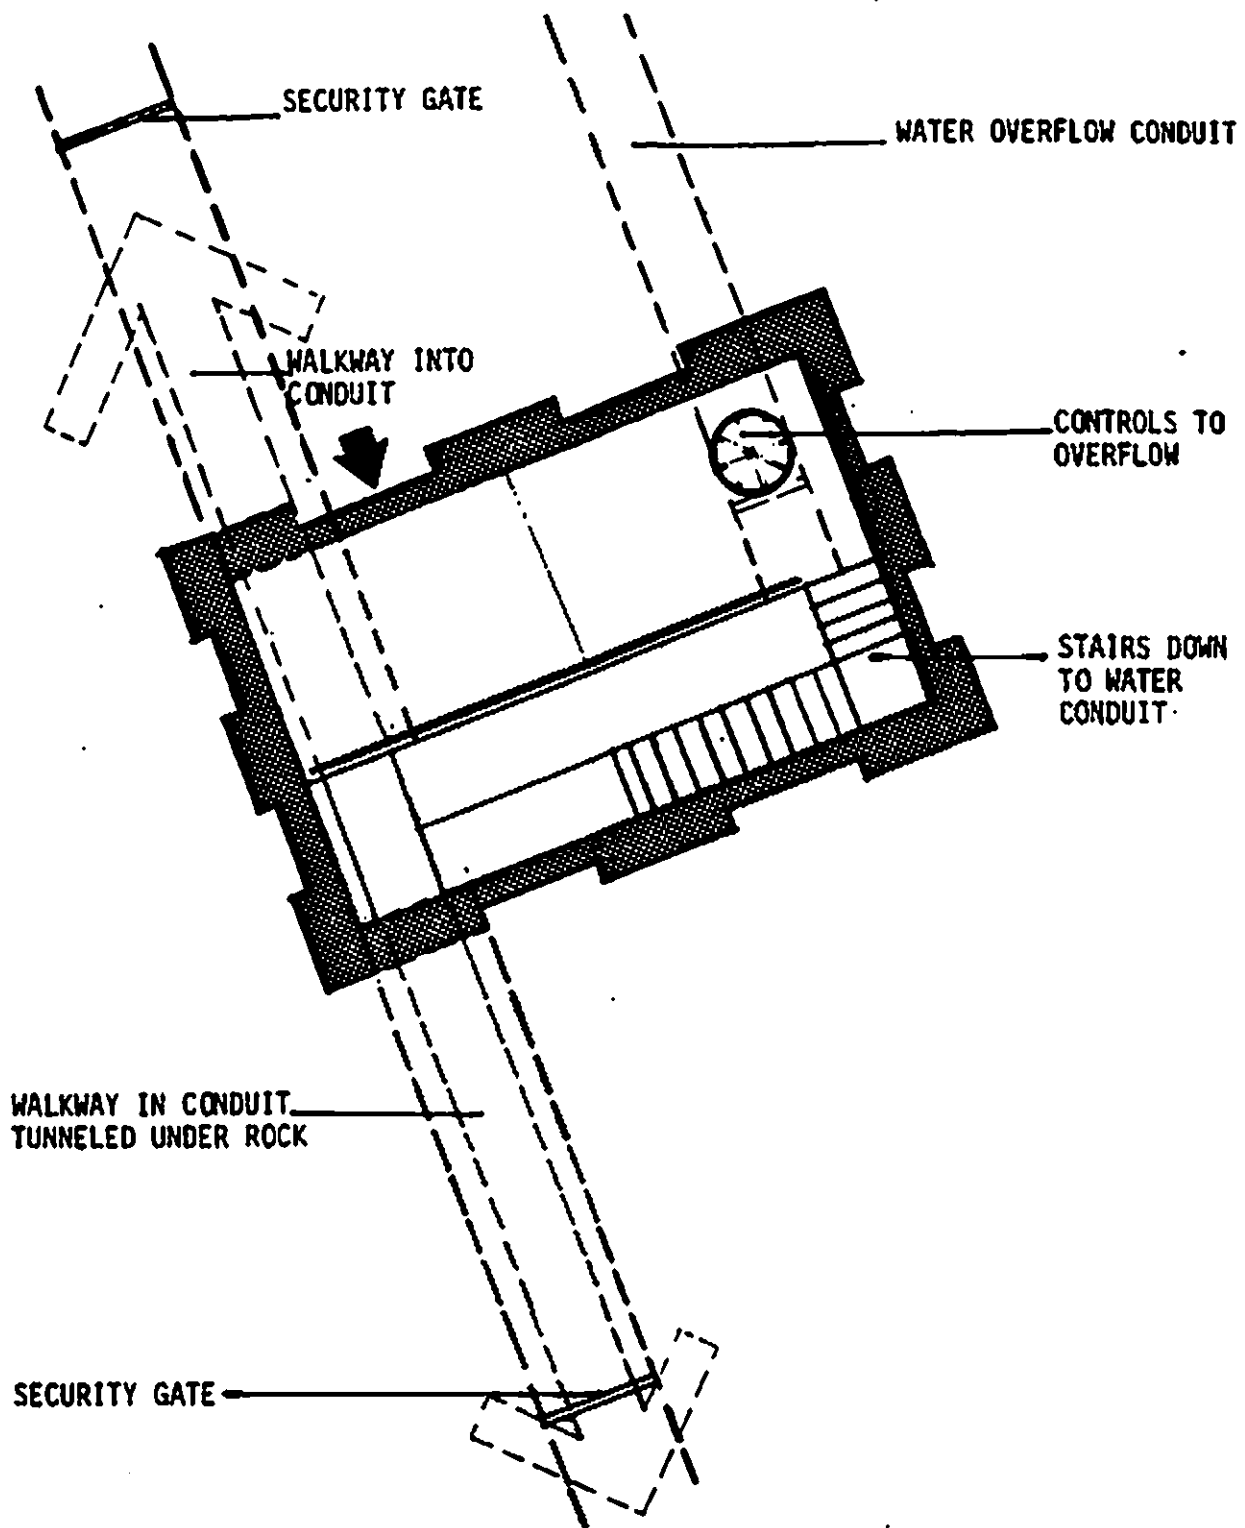 SECURITY GATE
WATER OVERFLOW CONDUIT
WALKWAY INTO
CONDUIT
CONTROLS TO
OVERFLOW
STAIRS DOWN
TO WATER
CONDUIT
WALKWAY IN CONDUIT
TUNNELED UNDER ROCK
SECURITY GATE